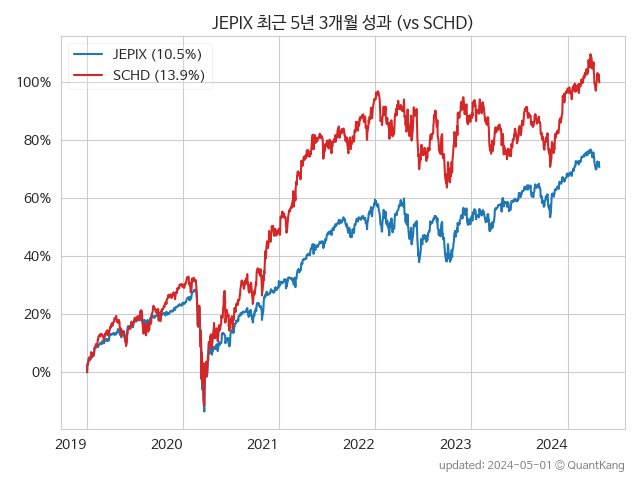 JEPIX 최근 5년 3개월 성과 (vs SCHD)
JEPIX (10.5%)
SCHD (13.9%)
100%
80%
60%
40%
20%
0%
2019 2020 2021 2022 2023 2024
updated: 2024-05-01 © QuantKang